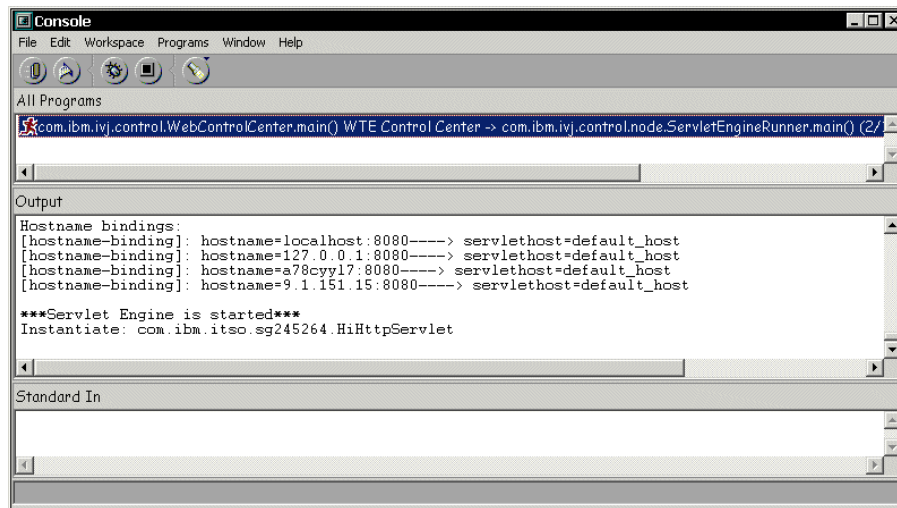 Console
File Edit Workspace Programs Window Help
All Programs
com.ibm.ivj.control.WebControlCenter.main() WTE Control Center -> com.ibm.ivj.control.node.ServletEngineRunner.main() (2/
Output
Hostname bindings:
[hostname-binding]: hostname=localhost:8080----> servlethost=default_host
[hostname-binding]: hostname=127.0.0.1:8080----> servlethost=default_host
[hostname-binding]: hostname=a78cyyl7:8080----> servlethost=default_host
[hostname-binding]: hostname=9.1.151.15:8080----> servlethost=default_host
***Servlet Engine is started***
Instantiate: com.ibm.itso.sg245264.HiHttpServlet
Standard In